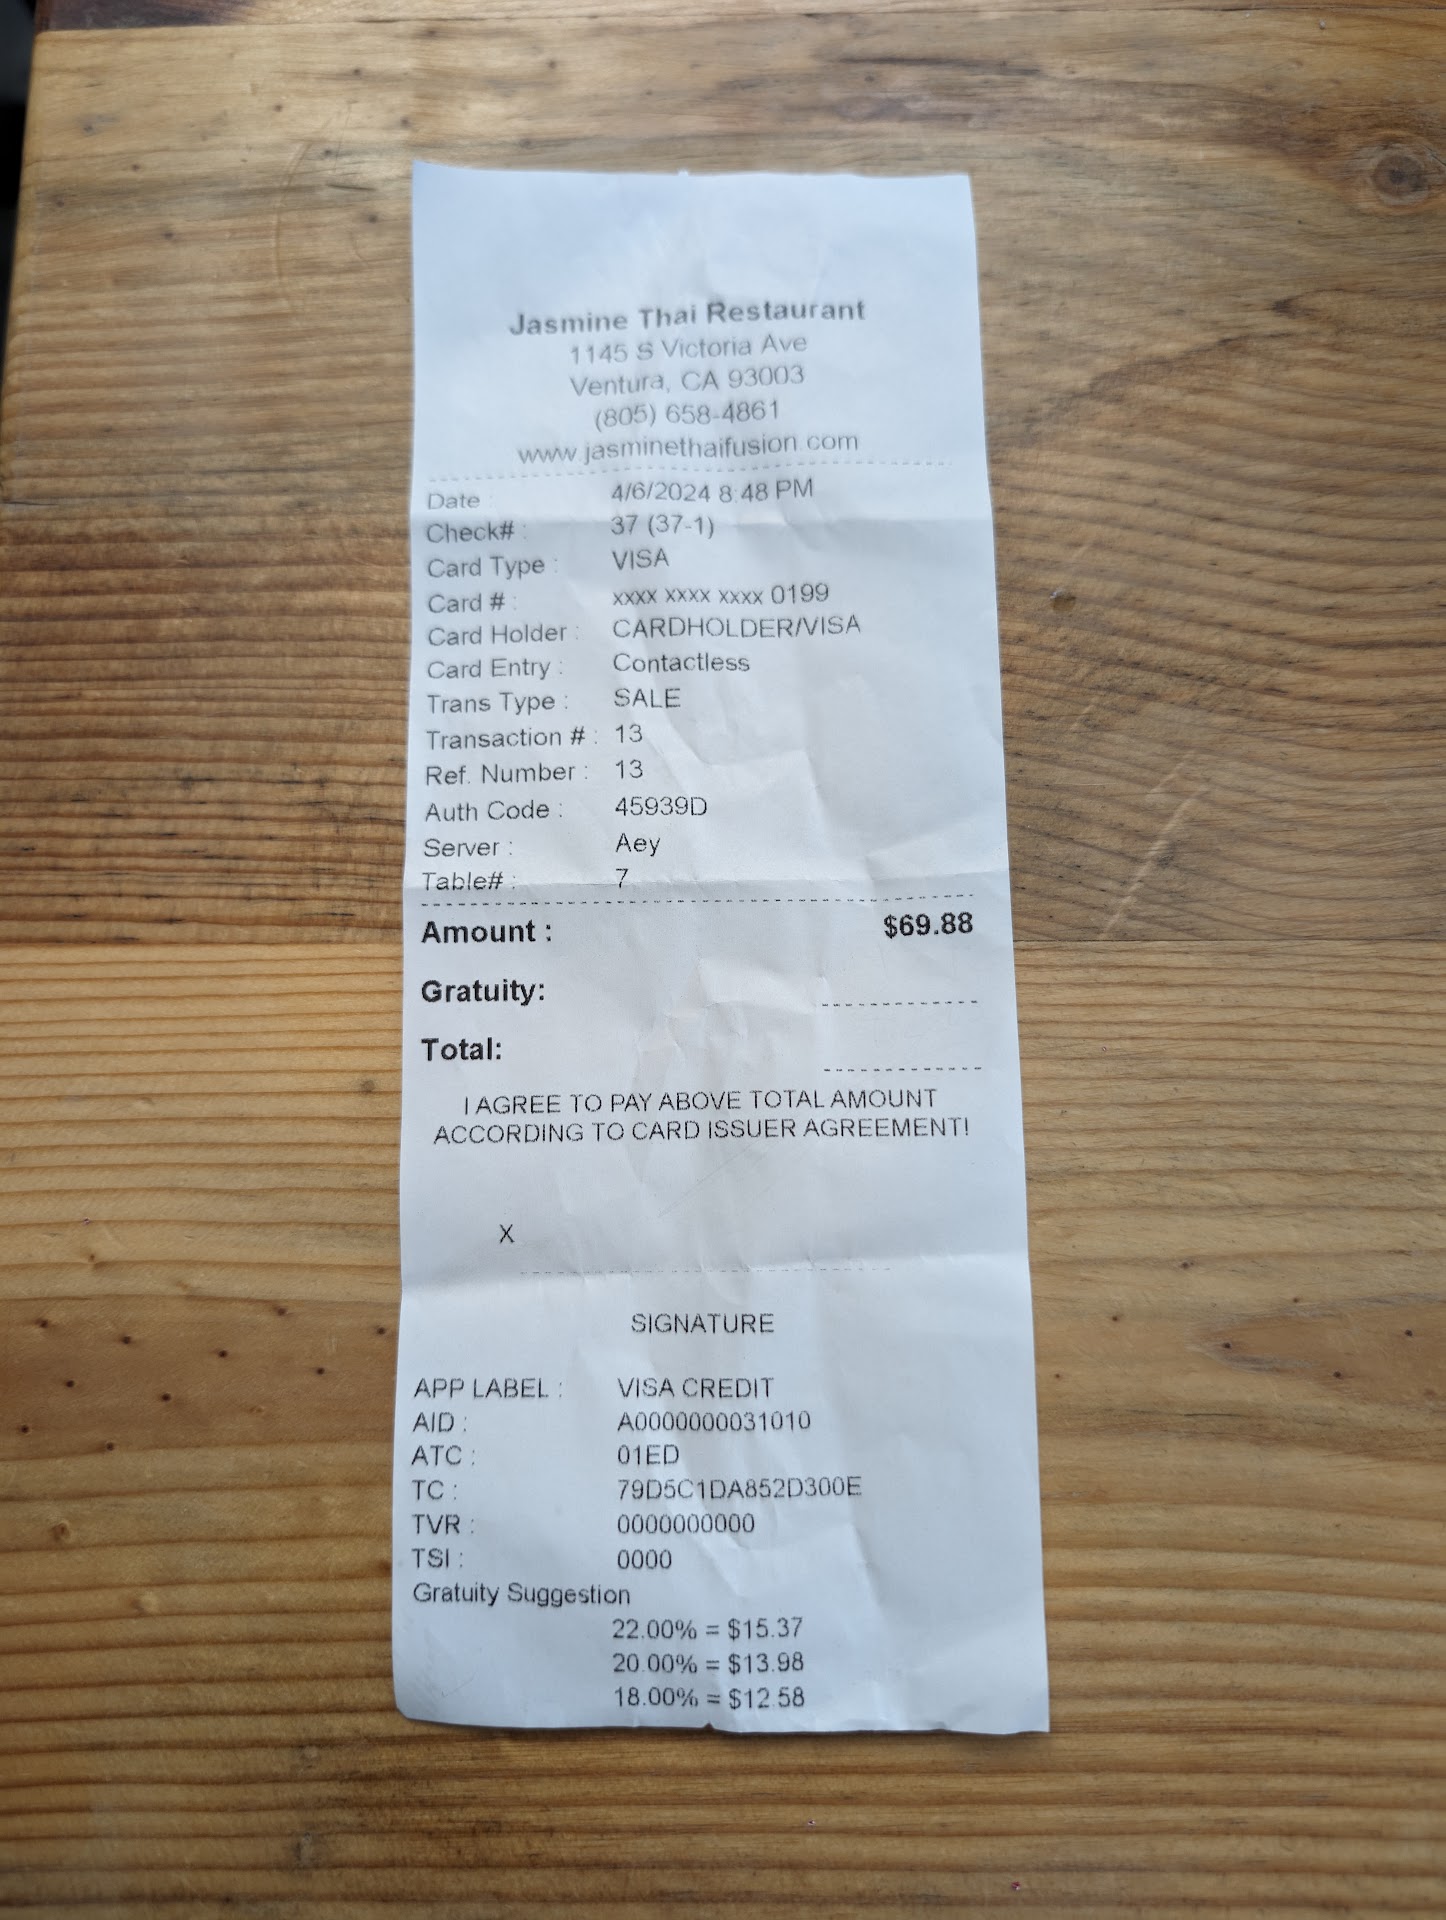 Jasmine Thai Restaurant
1145 S Victoria Ave
Ventura, CA 93003
(805) 658-4861
www.jasminethaifusion.com
Date : 4/6/2024 8:48 PM
Check# : 37 (37-1)
Card Type : VISA
Card # : xxxx xxxx xxxx 0199
Card Holder : CARDHOLDER/VISA
Card Entry : Contactless
Trans Type : SALE
Transaction # : 13
Ref. Number : 13
Auth Code : 45939D
Server : Aey
Table# : 7
Amount : $69.88
Gratuity:
Total:
I AGREE TO PAY ABOVE TOTAL AMOUNT
ACCORDING TO CARD ISSUER AGREEMENT!
X
SIGNATURE
APP LABEL : VISA CREDIT
AID : A0000000031010
ATC : 01ED
TC : 79D5C1DA852D300E
TVR : 0000000000
TSI : 0000
Gratuity Suggestion
22.00% = $15.37
20.00% = $13.98
18.00% = $12.58